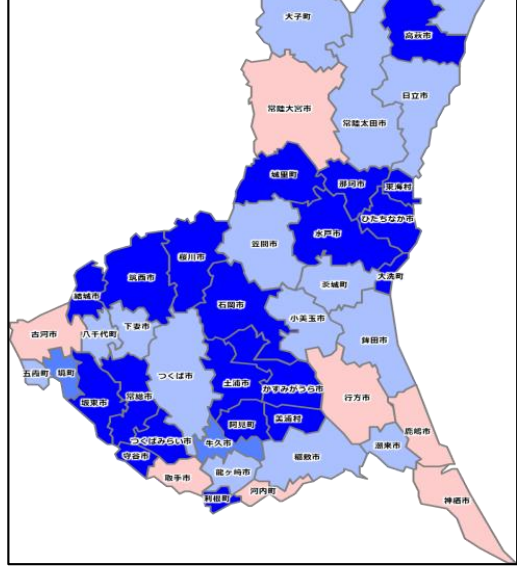 大子町
高萩市
日立市
常陸大宮市
常陸太田市
城里町
那珂市
東海村
ひたちなか市
水戸市
笠間市
桜川市
筑西市
大洗町
茨城町
結城市
石岡市
小美玉市
下妻市
八千代町
古河市
鉾田市
五霞町
境町
つくば市
土浦市
かすみがうら市
行方市
坂東市
常総市
阿見町
美浦村
鹿嶋市
つくばみらい市
牛久市
潮来市
守谷市
稲敷市
取手市
龍ヶ崎市
河内町
利根町
神栖市